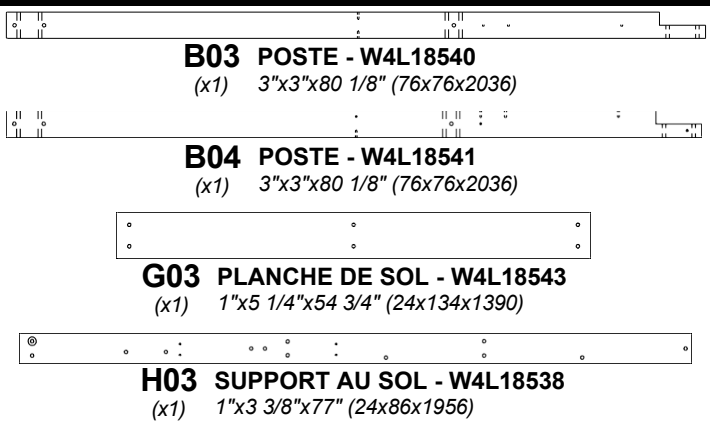 B03 POSTE - W4L18540
(x1) 3"x3"x80 1/8" (76x76x2036)
B04 POSTE - W4L18541
(x1) 3"x3"x80 1/8" (76x76x2036)
G03 PLANCHE DE SOL - W4L18543
(x1) 1"x5 1/4"x54 3/4" (24x134x1390)
H03 SUPPORT AU SOL - W4L18538
(x1) 1"x3 3/8"x77" (24x86x1956)